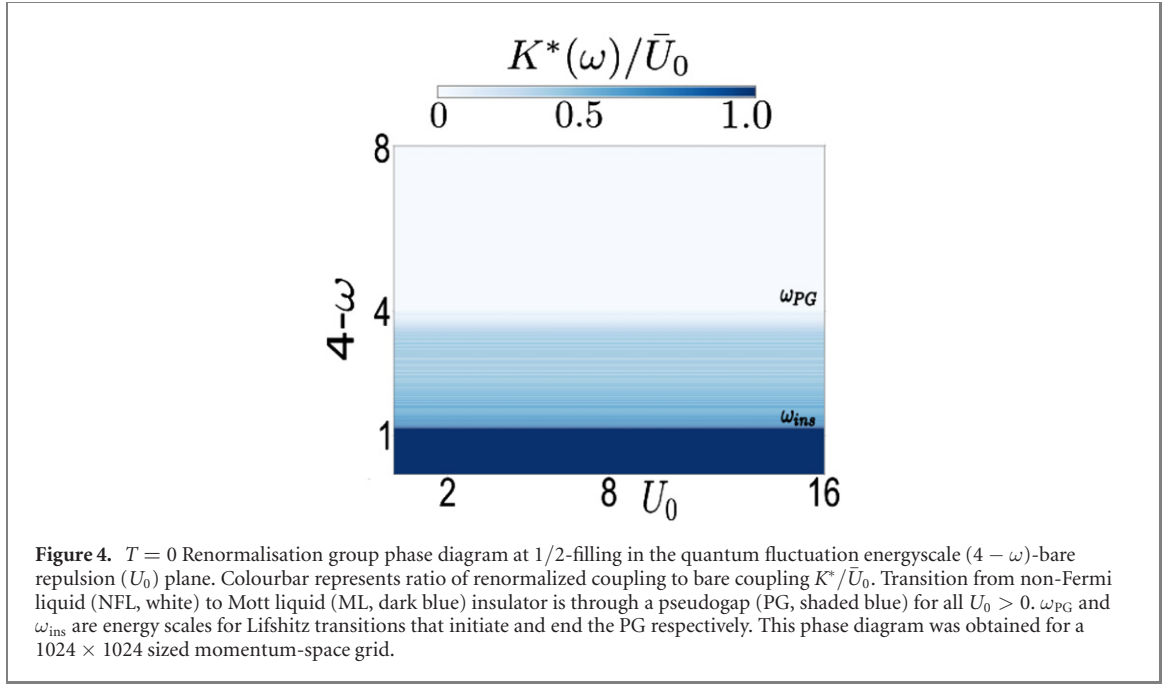 K*(ω)/Ū₀
0 0.5 1.0
8
4
1
4-ω
ω_PG
ω_ins
2 8 U₀ 16
Figure 4. T = 0 Renormalisation group phase diagram at 1/2-filling in the quantum fluctuation energyscale (4 − ω)-bare
repulsion (U₀) plane. Colourbar represents ratio of renormalized coupling to bare coupling K*/Ū₀. Transition from non-Fermi
liquid (NFL, white) to Mott liquid (ML, dark blue) insulator is through a pseudogap (PG, shaded blue) for all U₀ > 0. ω_PG and
ω_ins are energy scales for Lifshitz transitions that initiate and end the PG respectively. This phase diagram was obtained for a
1024 × 1024 sized momentum-space grid.